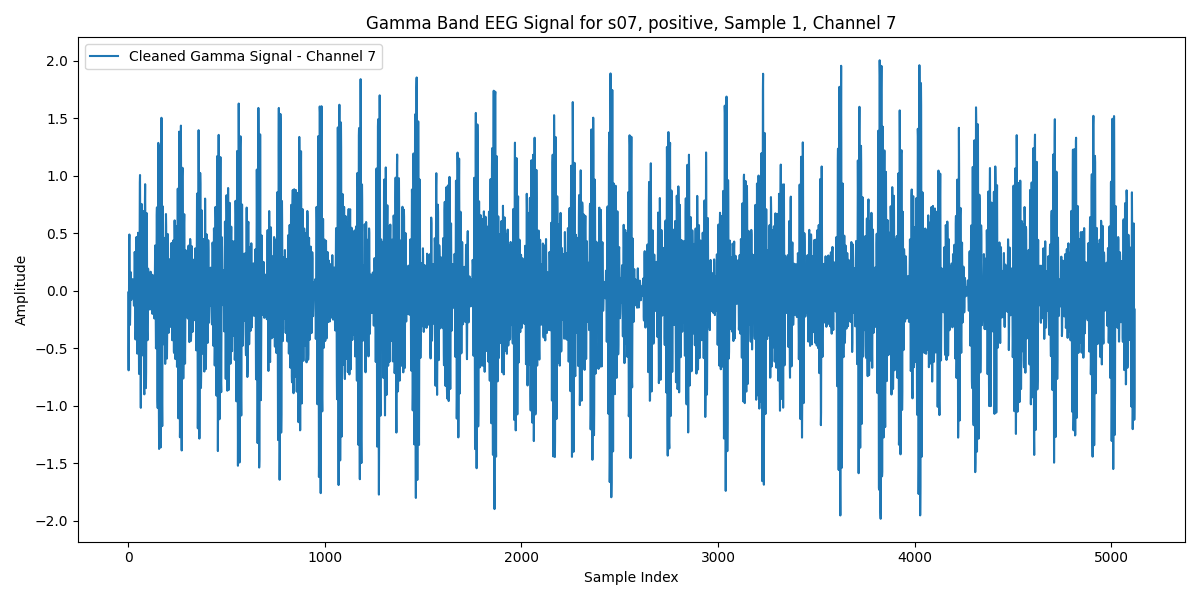 Gamma Band EEG Signal for s07, positive, Sample 1, Channel 7
Cleaned Gamma Signal - Channel 7
2.0
1.5
1.0
0.5
0.0
−0.5
−1.0
−1.5
−2.0
Amplitude
0 1000 2000 3000 4000 5000
Sample Index